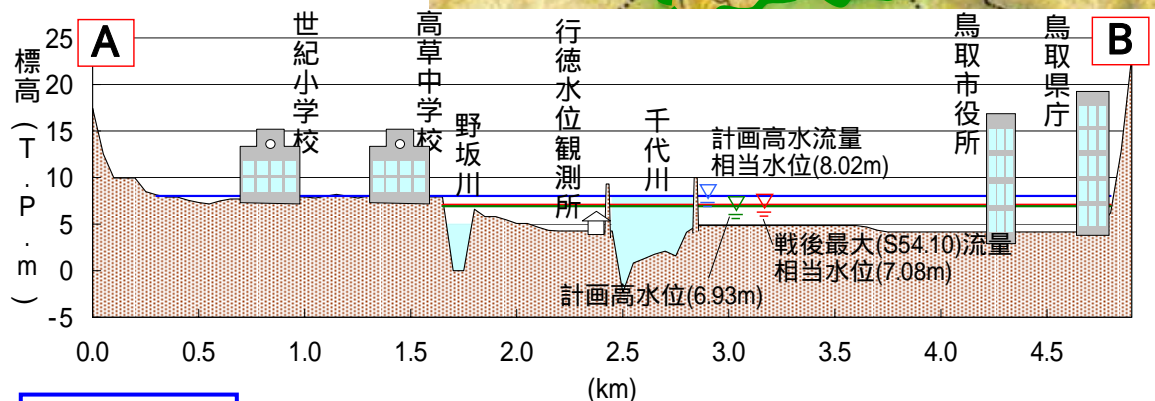 A
B
標高(T.P.m)
25
20
15
10
5
0
-5
世紀小学校
高草中学校
野坂川
行徳水位観測所
千代川
鳥取市役所
鳥取県庁
計画高水流量
相当水位(8.02m)
戦後最大(S54.10)流量
相当水位(7.08m)
計画高水位(6.93m)
0.0 0.5 1.0 1.5 2.0 2.5 3.0 3.5 4.0 4.5
(km)